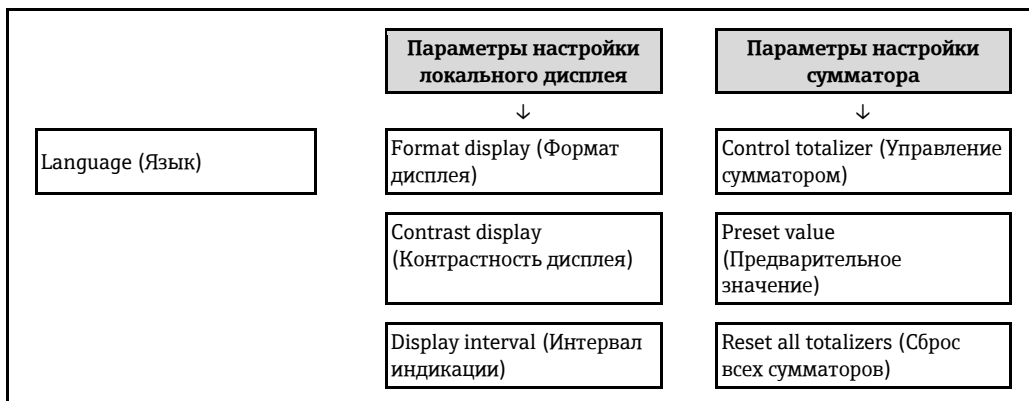 Параметры настройки
локального дисплея
Параметры настройки
сумматора
↓
↓
Language (Язык)
Format display (Формат
дисплея)
Control totalizer (Управление
сумматором)
Contrast display
(Контрастность дисплея)
Preset value
(Предварительное
значение)
Display interval (Интервал
индикации)
Reset all totalizers (Сброс
всех сумматоров)